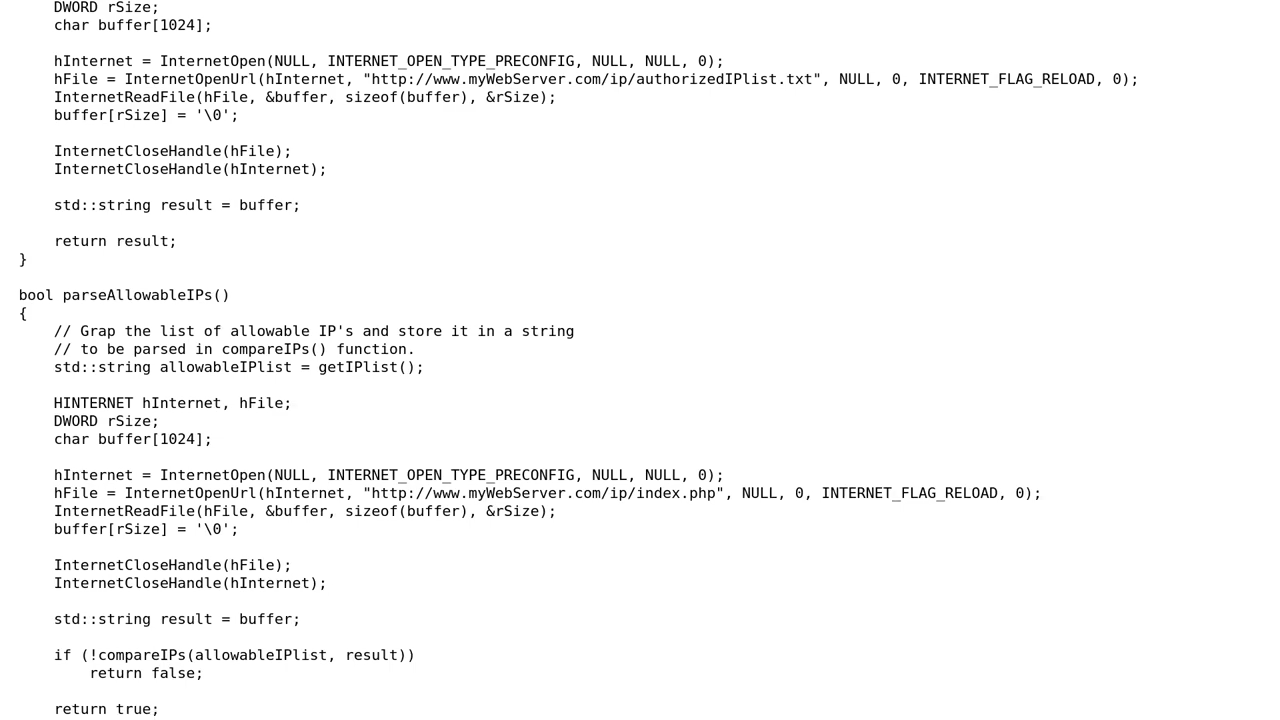 DWORD rSize;
char buffer[1024];
hInternet = InternetOpen(NULL, INTERNET_OPEN_TYPE_PRECONFIG, NULL, NULL, 0);
hFile = InternetOpenUrl(hInternet, "http://www.myWebServer.com/ip/authorizedIPlist.txt", NULL, 0, INTERNET_FLAG_RELOAD, 0);
InternetReadFile(hFile, &buffer, sizeof(buffer), &rSize);
buffer[rSize] = '\0';
InternetCloseHandle(hFile);
InternetCloseHandle(hInternet);
std::string result = buffer;
return result;
}
bool parseAllowableIPs()
{
// Grap the list of allowable IP's and store it in a string
// to be parsed in compareIPs() function.
std::string allowableIPlist = getIPlist();
HINTERNET hInternet, hFile;
DWORD rSize;
char buffer[1024];
hInternet = InternetOpen(NULL, INTERNET_OPEN_TYPE_PRECONFIG, NULL, NULL, 0);
hFile = InternetOpenUrl(hInternet, "http://www.myWebServer.com/ip/index.php", NULL, 0, INTERNET_FLAG_RELOAD, 0);
InternetReadFile(hFile, &buffer, sizeof(buffer), &rSize);
buffer[rSize] = '\0';
InternetCloseHandle(hFile);
InternetCloseHandle(hInternet);
std::string result = buffer;
if (!compareIPs(allowableIPlist, result))
return false;
return true;